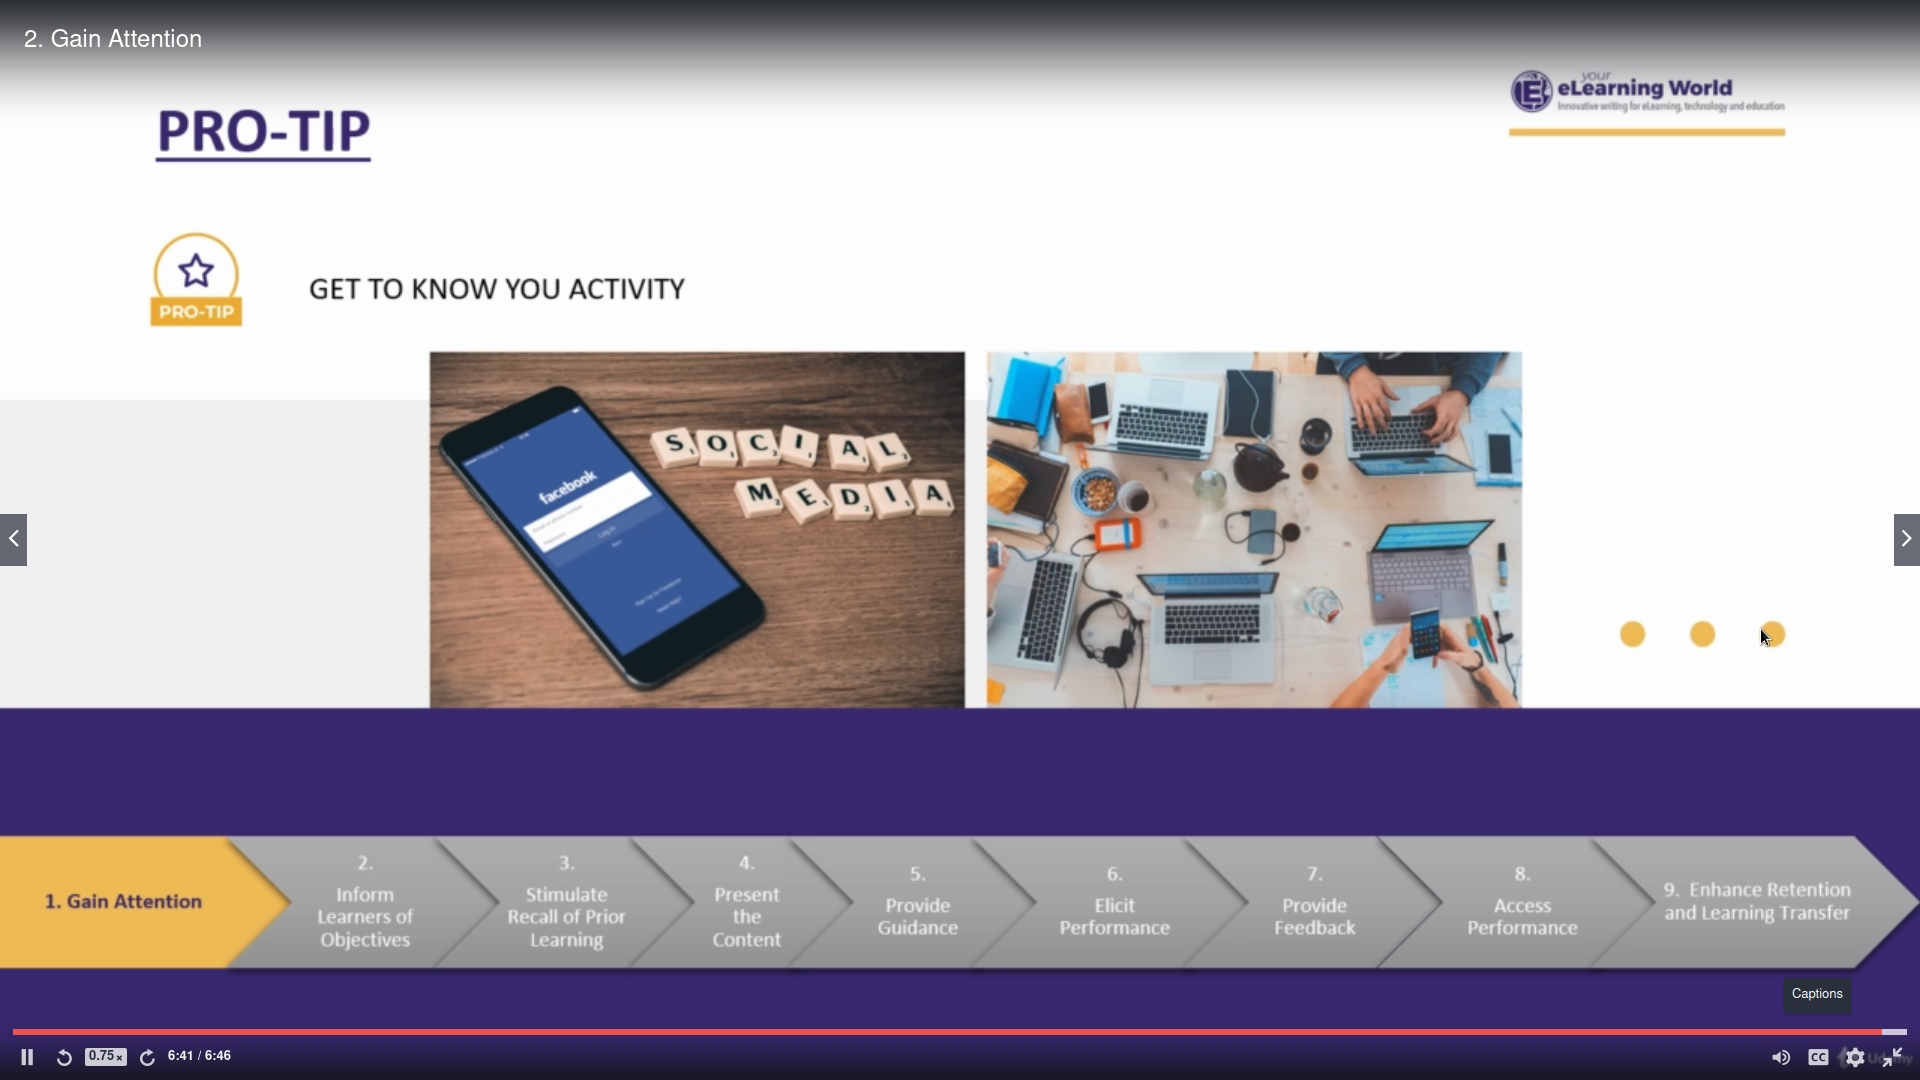 2. Gain Attention
your
eLearning World
Innovative writing for eLearning, technology and education
PRO-TIP
PRO-TIP
GET TO KNOW YOU ACTIVITY
SOCIAL
MEDIA
facebook
Log In
1. Gain Attention
2.
Inform
Learners of
Objectives
3.
Stimulate
Recall of Prior
Learning
4.
Present
the
Content
5.
Provide
Guidance
6.
Elicit
Performance
7.
Provide
Feedback
8.
Access
Performance
9. Enhance Retention
and Learning Transfer
Captions
0.75x
6:41 / 6:46
CC